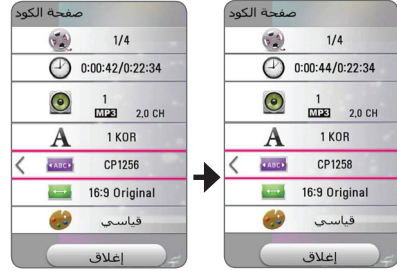 صفحة الكود
1/4
0:00:42/0:22:34
1
MP3 2,0 CH
A 1 KOR
ABC CP1256
16:9 Original
قياسي
إغلاق
صفحة الكود
1/4
0:00:44/0:22:34
1
MP3 2,0 CH
A 1 KOR
ABC CP1258
16:9 Original
قياسي
إغلاق